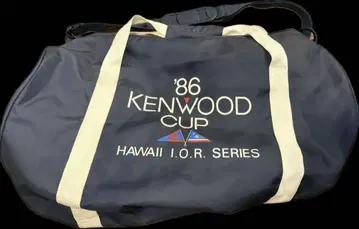 '86
KENWOOD
CUP
HAWAII I.O.R. SERIES